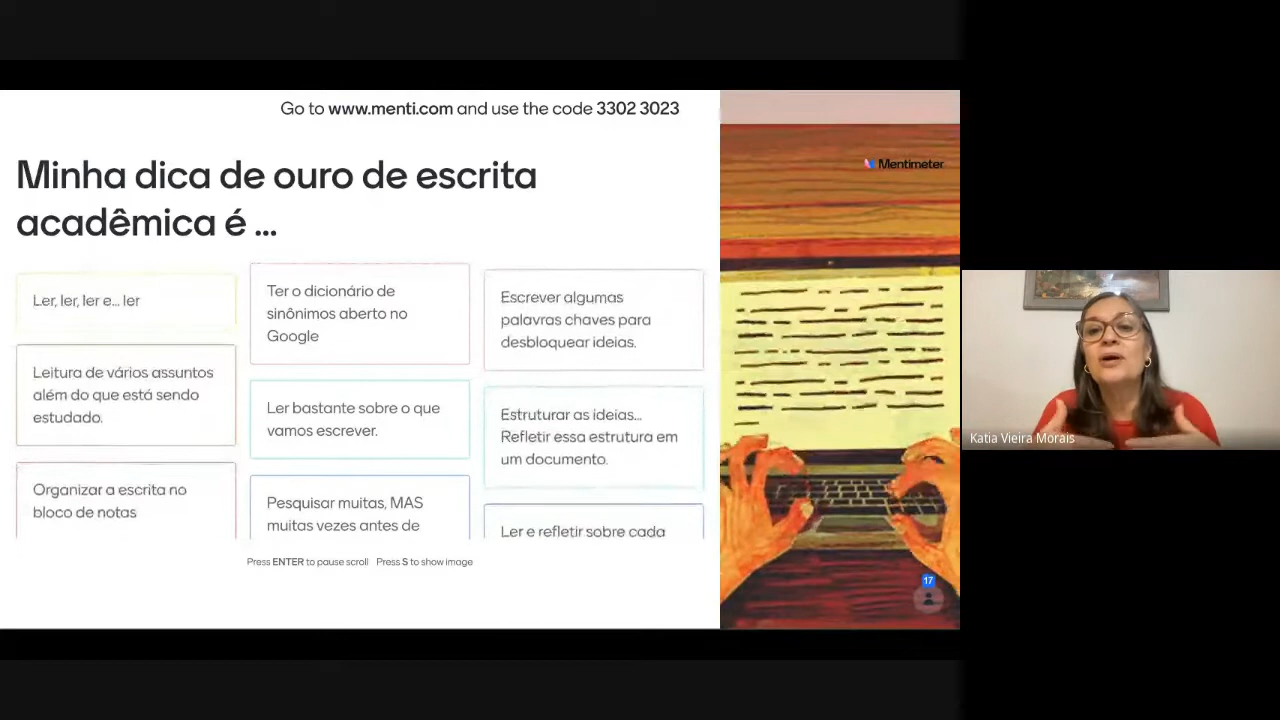 Go to www.menti.com and use the code 3302 3023
Mentimeter
Minha dica de ouro de escrita
acadêmica é ...
Ler, ler, ler e... ler
Leitura de vários assuntos
além do que está sendo
estudado.
Organizar a escrita no
bloco de notas
Ter o dicionário de
sinônimos aberto no
Google
Ler bastante sobre o que
vamos escrever.
Pesquisar muitas, MAS
muitas vezes antes de
Escrever algumas
palavras chaves para
desbloquear ideias.
Estruturar as ideias...
Refletir essa estrutura em
um documento.
Ler e refletir sobre cada
Press ENTER to pause scroll Press S to show image
17
Katia Vieira Morais